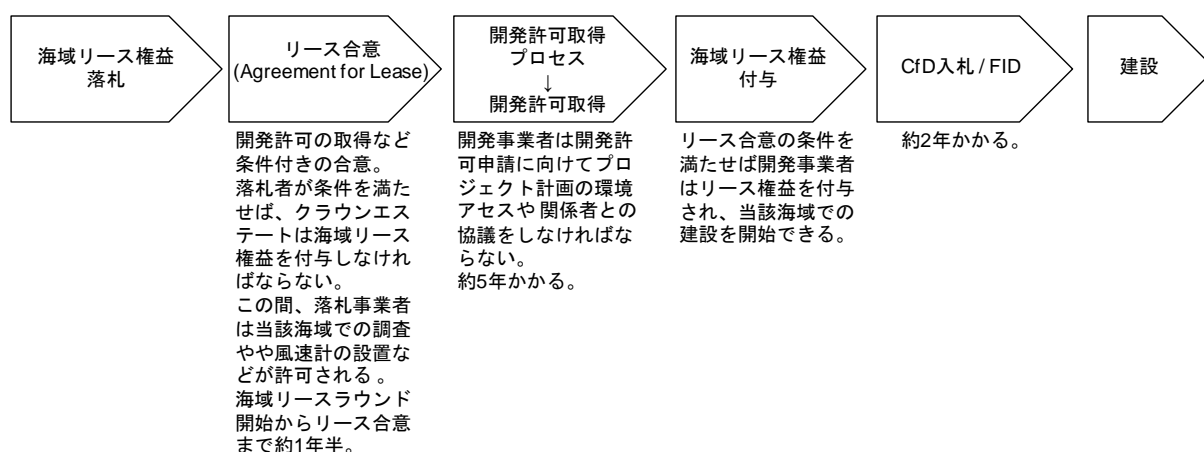 海域リース権益
落札
リース合意
(Agreement for Lease)
開発許可取得
プロセス
↓
開発許可取得
海域リース権益
付与
CfD入札 / FID
建設
開発許可の取得など
条件付きの合意。
落札者が条件を満た
せば、クラウンエス
テートは海域リース
権益を付与しなけれ
ばならない。
この間、落札事業者
は当該海域での調査
やや風速計の設置な
どが許可される 。
海域リースラウンド
開始からリース合意
まで約1年半。
開発事業者は開発許
可申請に向けてプロ
ジェクト計画の環境
アセスや 関係者との
協議をしなければな
らない。
約5年かかる。
リース合意の条件を
満たせば開発事業者
はリース権益を付与
され、当該海域での
建設を開始できる。
約2年かかる。